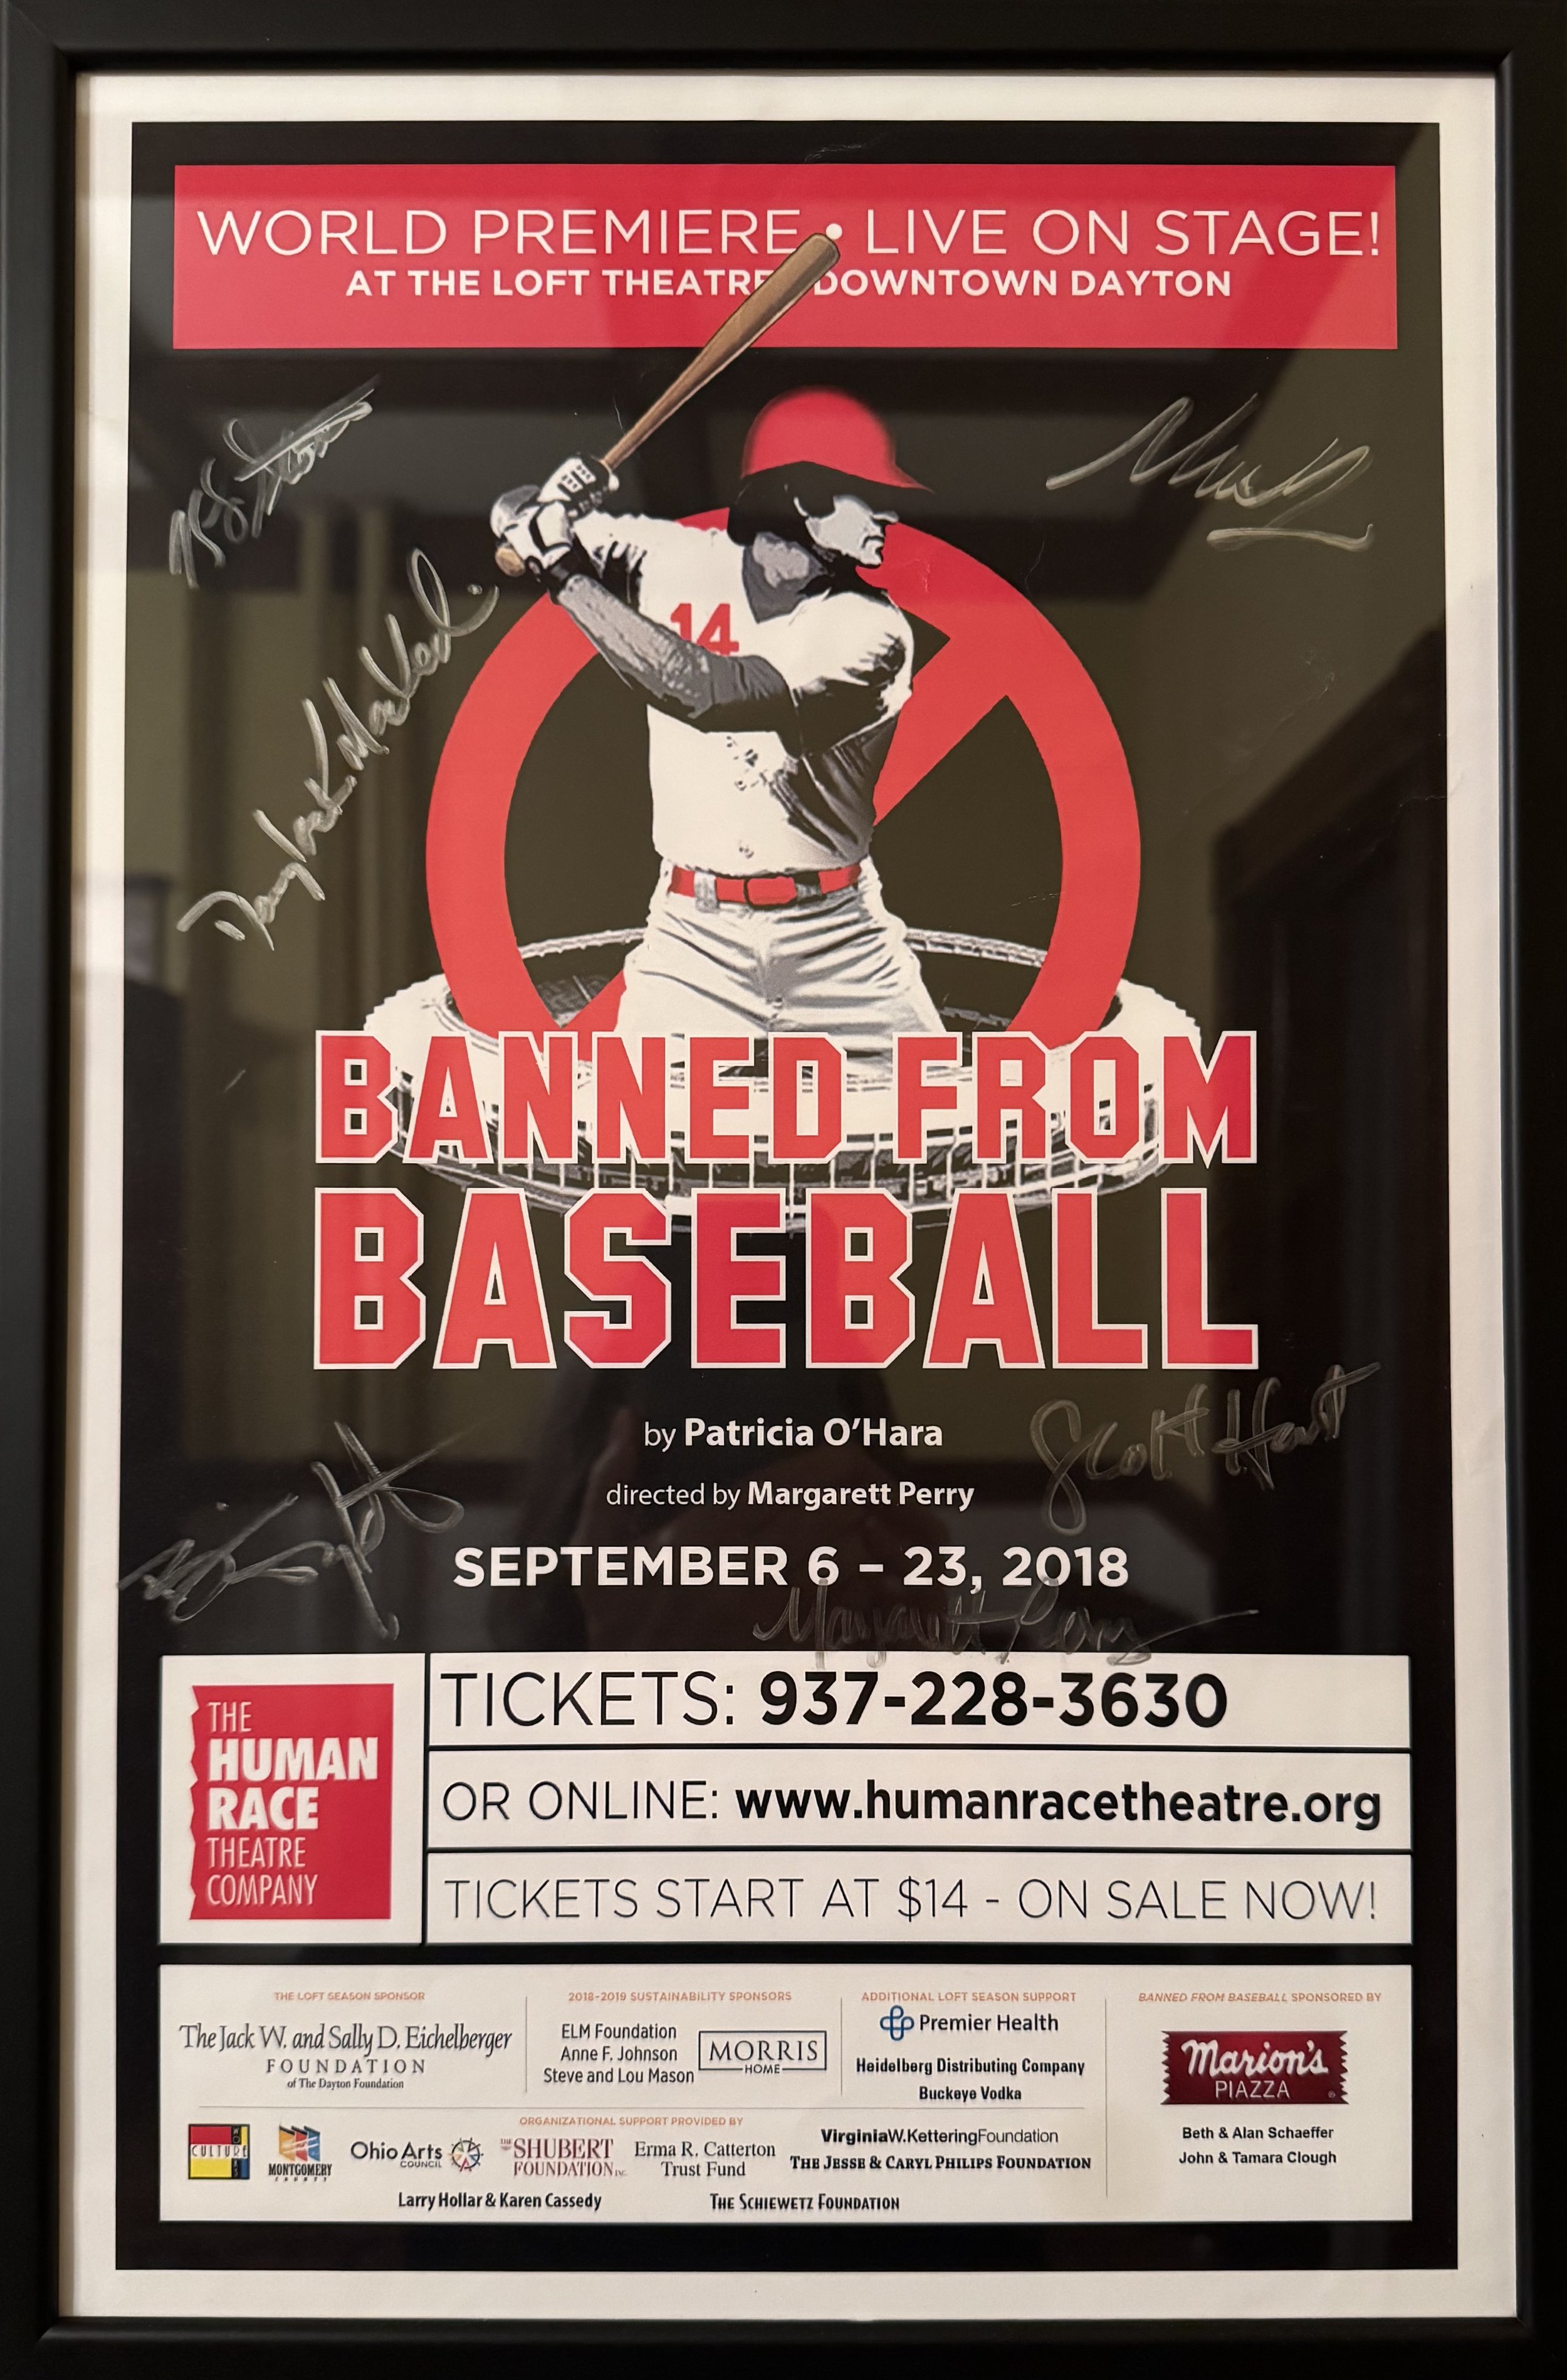 WORLD PREMIERE • LIVE ON STAGE!
AT THE LOFT THEATRE DOWNTOWN DAYTON
14
BANNED FROM
BASEBALL
by Patricia O'Hara
Scott Hunt
directed by Margarett Perry
SEPTEMBER 6 – 23, 2018
Margarett Perry
THE
HUMAN
RACE
THEATRE
COMPANY
TICKETS: 937-228-3630
OR ONLINE: www.humanracetheatre.org
TICKETS START AT $14 - ON SALE NOW!
THE LOFT SEASON SPONSOR
The Jack W. and Sally D. Eichelberger
FOUNDATION
of The Dayton Foundation
2018-2019 SUSTAINABILITY SPONSORS
ELM Foundation
Anne F. Johnson
Steve and Lou Mason
MORRIS
HOME
ADDITIONAL LOFT SEASON SUPPORT
Premier Health
Heidelberg Distributing Company
Buckeye Vodka
BANNED FROM BASEBALL SPONSORED BY
Marion's
PIAZZA
®
Beth & Alan Schaeffer
John & Tamara Clough
ORGANIZATIONAL SUPPORT PROVIDED BY
CULTURE
WORKS
MONTGOMERY
COUNTY
Ohio Arts
COUNCIL
THE SHUBERT
FOUNDATION INC.
Erma R. Catterton
Trust Fund
VirginiaW.KetteringFoundation
THE JESSE & CARYL PHILIPS FOUNDATION
Larry Hollar & Karen Cassedy
THE SCHIEWETZ FOUNDATION